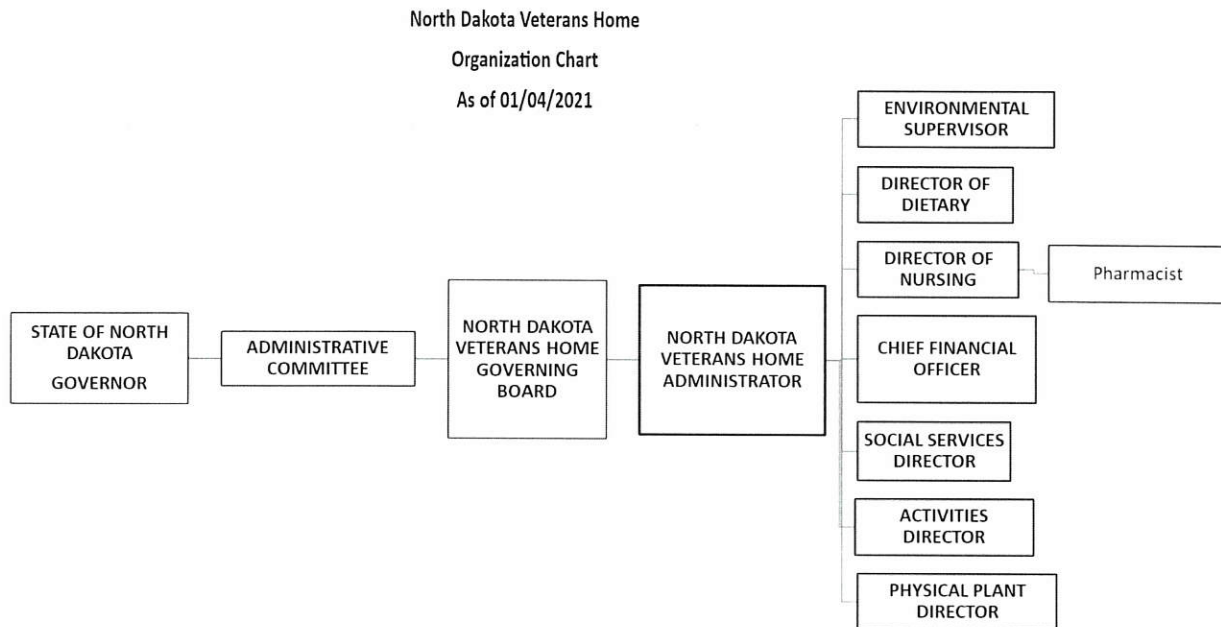 North Dakota Veterans Home
Organization Chart
As of 01/04/2021
STATE OF NORTH
DAKOTA
GOVERNOR
ADMINISTRATIVE
COMMITTEE
NORTH DAKOTA
VETERANS HOME
GOVERNING
BOARD
NORTH DAKOTA
VETERANS HOME
ADMINISTRATOR
ENVIRONMENTAL
SUPERVISOR
DIRECTOR OF
DIETARY
DIRECTOR OF
NURSING
Pharmacist
CHIEF FINANCIAL
OFFICER
SOCIAL SERVICES
DIRECTOR
ACTIVITIES
DIRECTOR
PHYSICAL PLANT
DIRECTOR